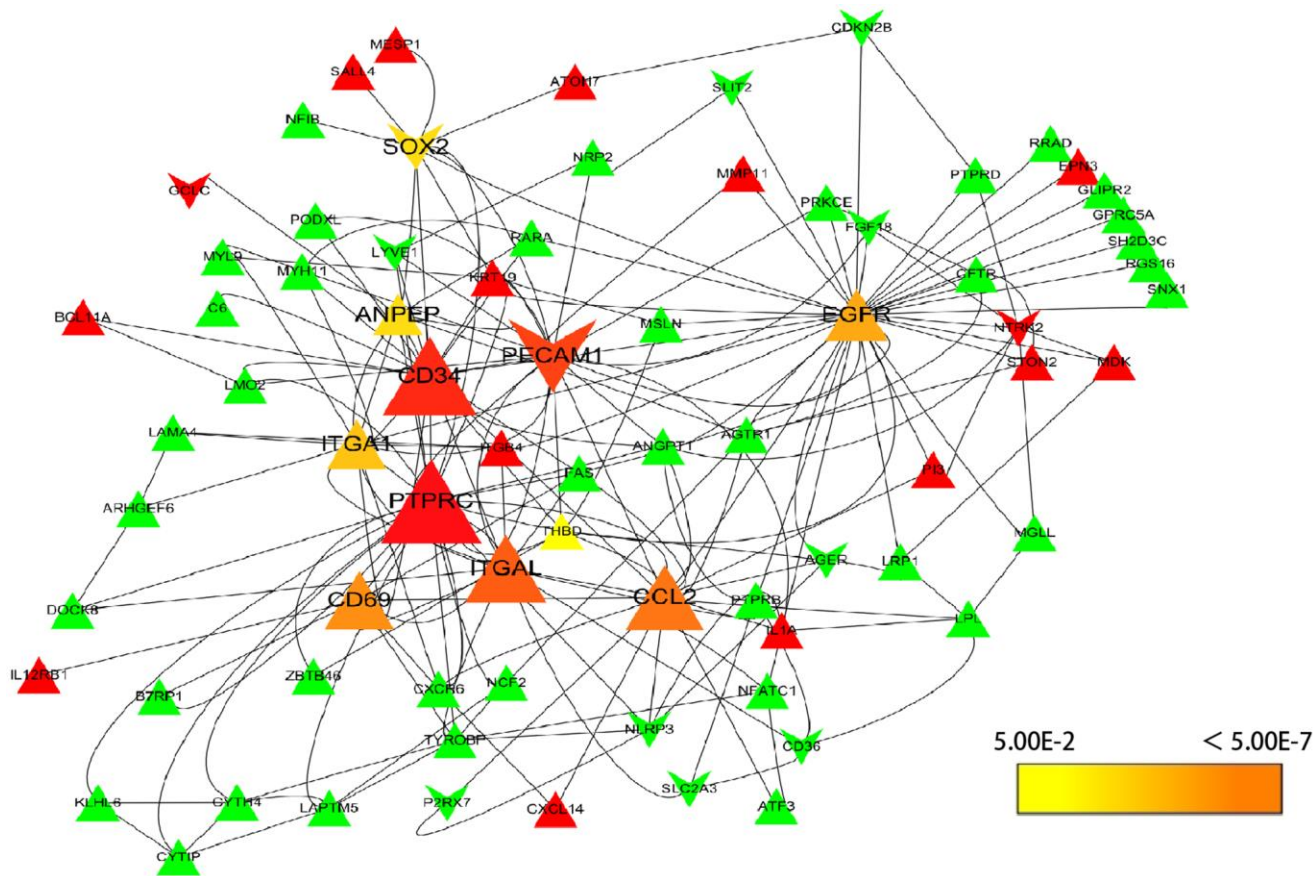 CDKN2B
MESP1
SALL4
ATOH7
SLIT2
NFIB
SOX2
NRP2
RRAD
EPN3
GCLC
MMP11
PTPRD
GLIPR2
PODXL
PRKCE
GPRC5A
FGF18
MYL9
LYVE1
RARA
SH2D3C
MYH11
KRT19
CFTR
RGS16
SNX1
C6
BCL11A
ANPEP
MSLN
EGFR
NTRK2
PECAM1
CD34
STON2
MDK
LMO2
LAMA4
ITGA1
ITGB4
ANGPT1
AGTR1
FAS
PI3
PTPRC
ARHGEF6
THBD
MGLL
AGER
LRP1
ITGAL
DOCK8
CD69
CCL2
PTPRB
IL1A
LPL
IL12RB1
B7RP1
ZBTB46
CXCR6
NCF2
NFATC1
TYROBP
NLRP3
CD36
5.00E-2
< 5.00E-7
SLC2A3
KLHL6
CYTH4
LAPTM5
P2RX7
CXCL14
ATF3
CYTIP